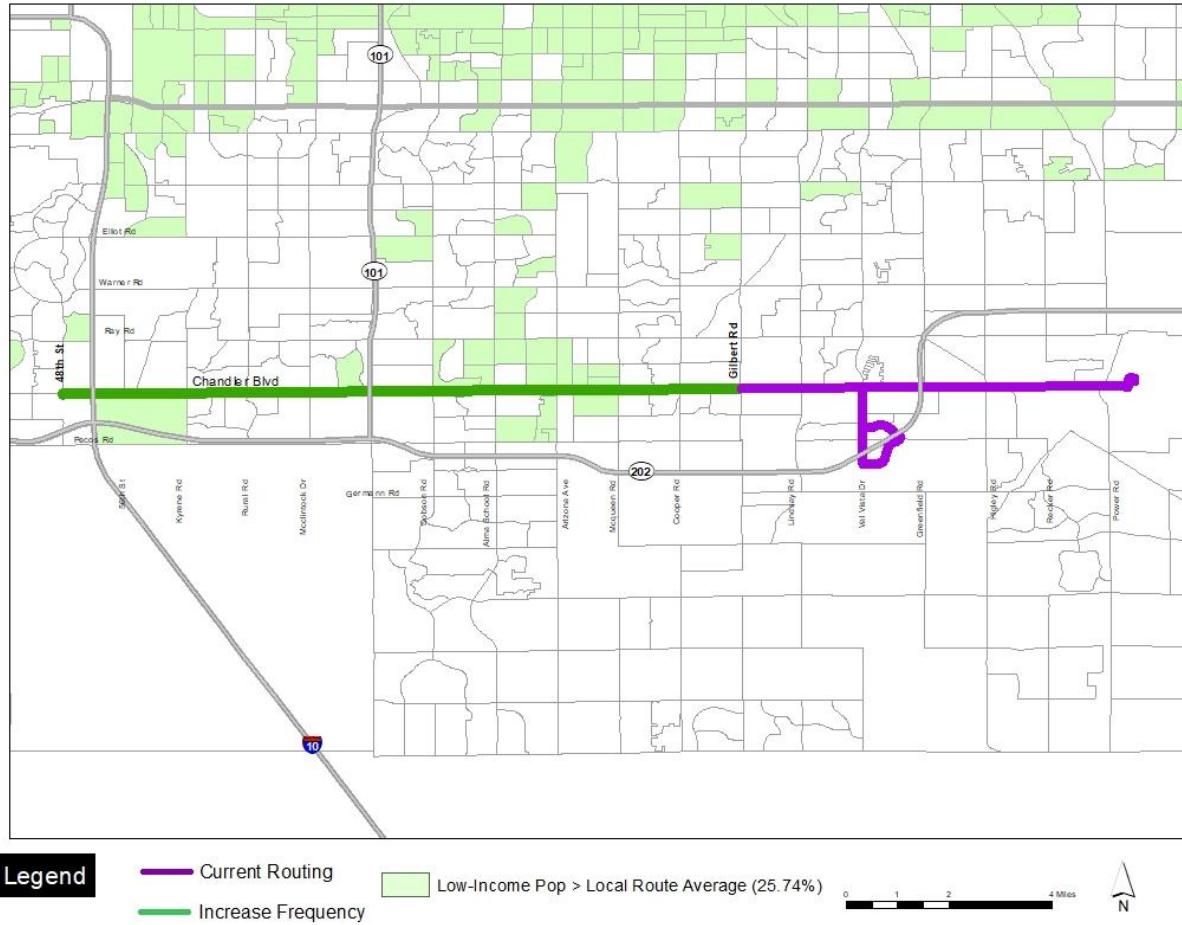 101
Elliot Rd
101
Warner Rd
Ray Rd
48th St
Gilbert Rd
Chandler Blvd
Pecos Rd
202
56th St
Kyrene Rd
Rural Rd
Mcclintock Dr
Germann Rd
Dobson Rd
Alma School Rd
Arizona Ave
Mcqueen Rd
Cooper Rd
Lindsay Rd
Val Vista Dr
Greenfield Rd
Higley Rd
Recker Rd
Power Rd
10
Legend
Current Routing
Increase Frequency
Low-Income Pop > Local Route Average (25.74%)
0 1 2 4 Miles
N